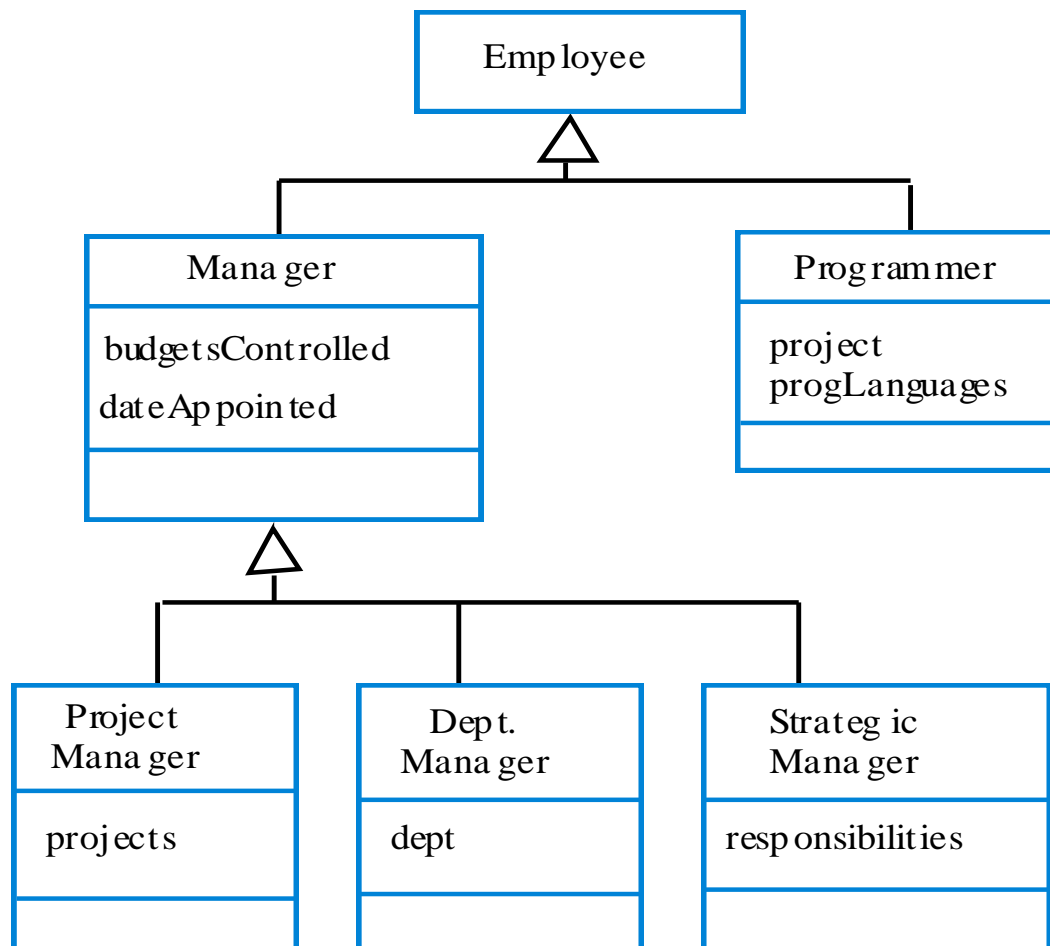 Employee
Manager
budgetsControlled
dateAppointed
Programmer
project
progLanguages
Project
Manager
projects
Dept.
Manager
dept
Strategic
Manager
responsibilities